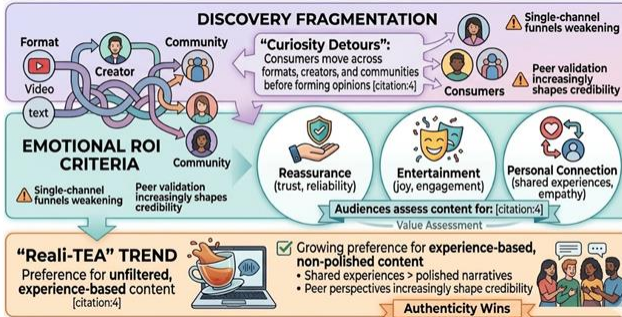 DISCOVERY FRAGMENTATION
Format
Video
text
Creator
Community
Community
“Curiosity Detours”:
Consumers move across
formats, creators, and communities
before forming opinions [citation:4]
Consumers
Single-channel
funnels weakening
Peer validation
increasingly
shapes credibility
EMOTIONAL ROI
CRITERIA
Single-channel
funnels weakening
Peer validation
increasingly shapes
credibility
Reassurance
(trust, reliability)
Entertainment
(joy, engagement)
Personal Connection
(shared experiences,
empathy)
Audiences assess content for: [citation:4]
Value Assessment
“Reali-TEA” TREND
Preference for unfiltered,
experience-based content
[citation:4]
Growing preference for experience-based,
non-polished content
• Shared experiences > polished narratives
• Peer perspectives increasingly shape credibility
Authenticity Wins